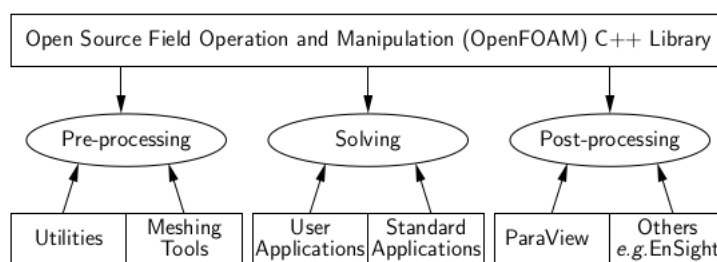 Open Source Field Operation and Manipulation (OpenFOAM) C++ Library
Pre-processing
Solving
Post-processing
Utilities
Meshing
Tools
User
Applications
Standard
Applications
ParaView
Others
e.g.EnSight